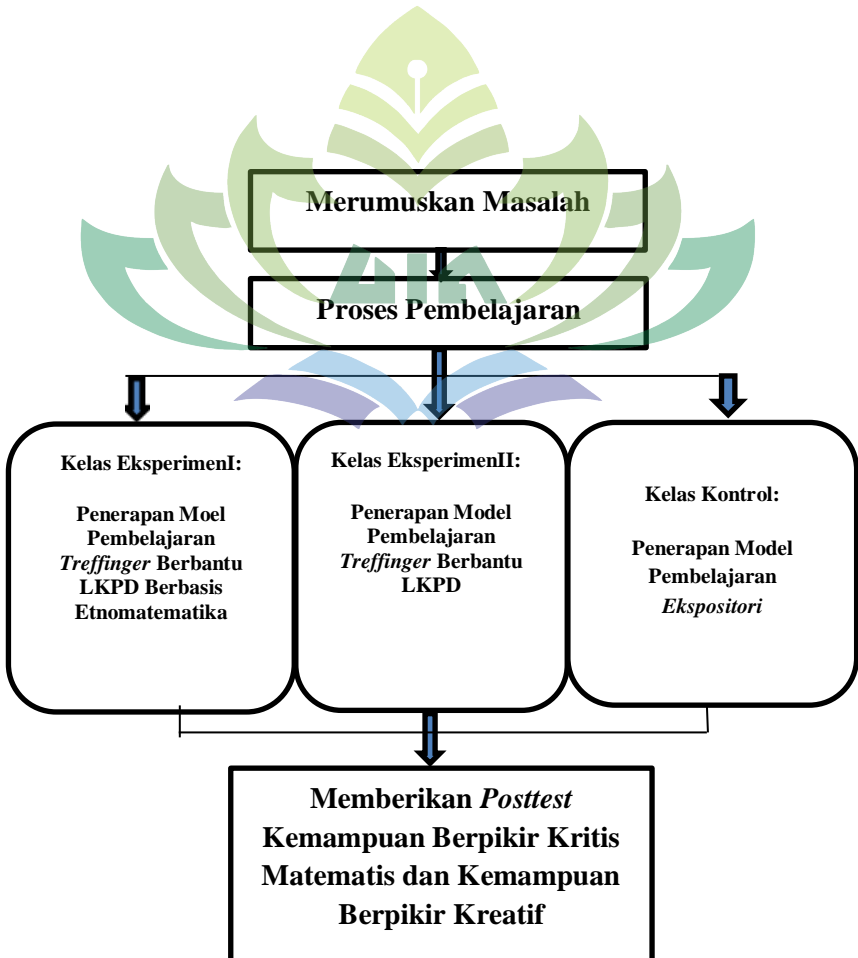 Merumuskan Masalah
Proses Pembelajaran
Kelas EksperimenI:
Penerapan Moel
Pembelajaran
Treffinger Berbantu
LKPD Berbasis
Etnomatematika
Kelas EksperimenII:
Penerapan Model
Pembelajaran
Treffinger Berbantu
LKPD
Kelas Kontrol:
Penerapan Model
Pembelajaran
Ekspositori
Memberikan Posttest
Kemampuan Berpikir Kritis
Matematis dan Kemampuan
Berpikir Kreatif